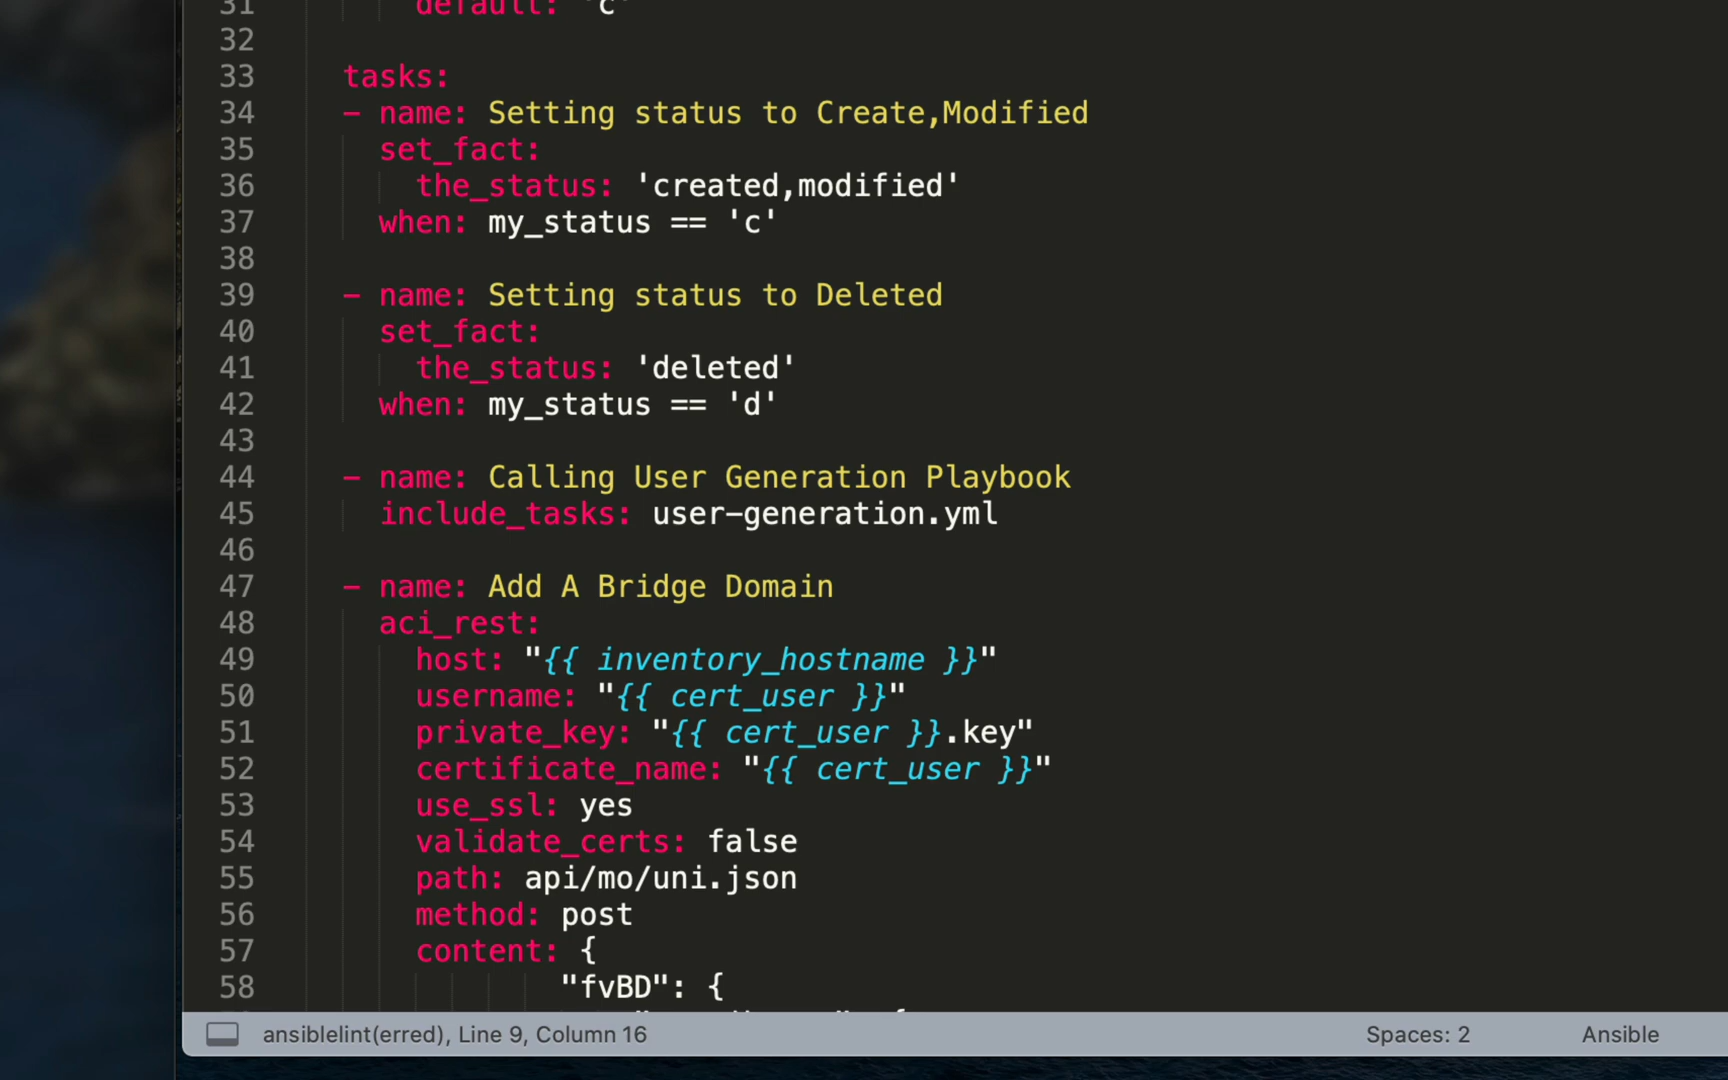 31 default: 'c'
32
33 tasks:
34 - name: Setting status to Create,Modified
35 set_fact:
36 the_status: 'created,modified'
37 when: my_status == 'c'
38
39 - name: Setting status to Deleted
40 set_fact:
41 the_status: 'deleted'
42 when: my_status == 'd'
43
44 - name: Calling User Generation Playbook
45 include_tasks: user-generation.yml
46
47 - name: Add A Bridge Domain
48 aci_rest:
49 host: "{{ inventory_hostname }}"
50 username: "{{ cert_user }}"
51 private_key: "{{ cert_user }}.key"
52 certificate_name: "{{ cert_user }}"
53 use_ssl: yes
54 validate_certs: false
55 path: api/mo/uni.json
56 method: post
57 content: {
58 "fvBD": {
ansiblelint(erred), Line 9, Column 16 Spaces: 2 Ansible